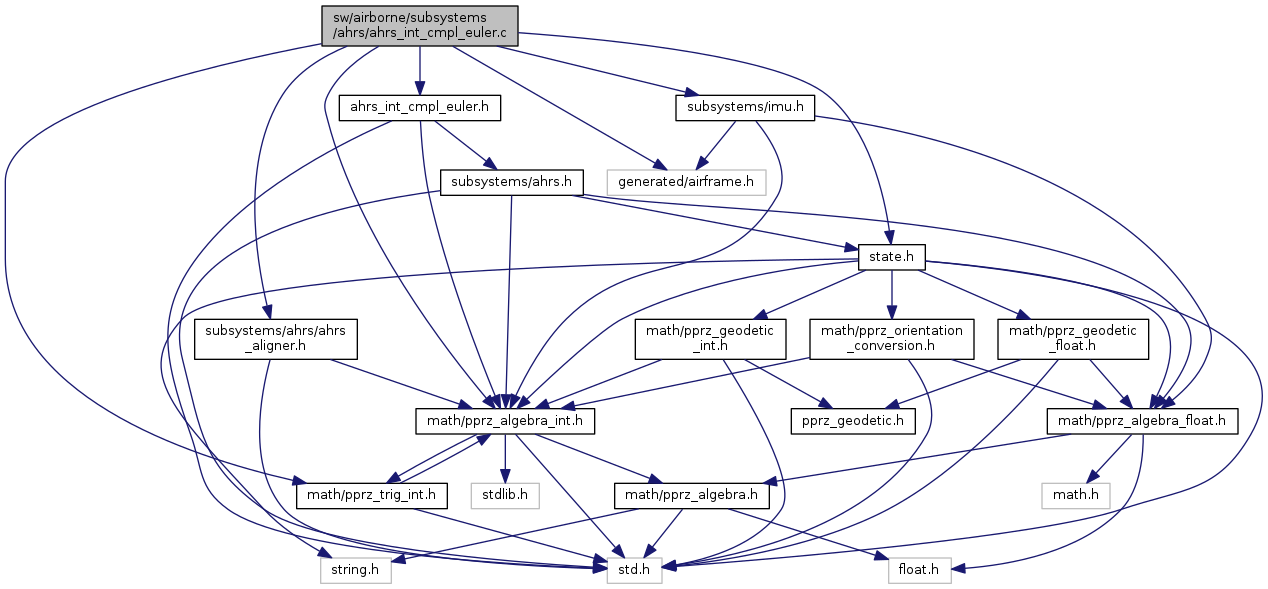 sw/airborne/subsystems
/ahrs/ahrs_int_cmpl_euler.c
ahrs_int_cmpl_euler.h
subsystems/imu.h
subsystems/ahrs.h
generated/airframe.h
state.h
subsystems/ahrs/ahrs
_aligner.h
math/pprz_geodetic
_int.h
math/pprz_orientation
_conversion.h
math/pprz_geodetic
_float.h
math/pprz_algebra_int.h
pprz_geodetic.h
math/pprz_algebra_float.h
math/pprz_trig_int.h
stdlib.h
math/pprz_algebra.h
math.h
string.h
std.h
float.h